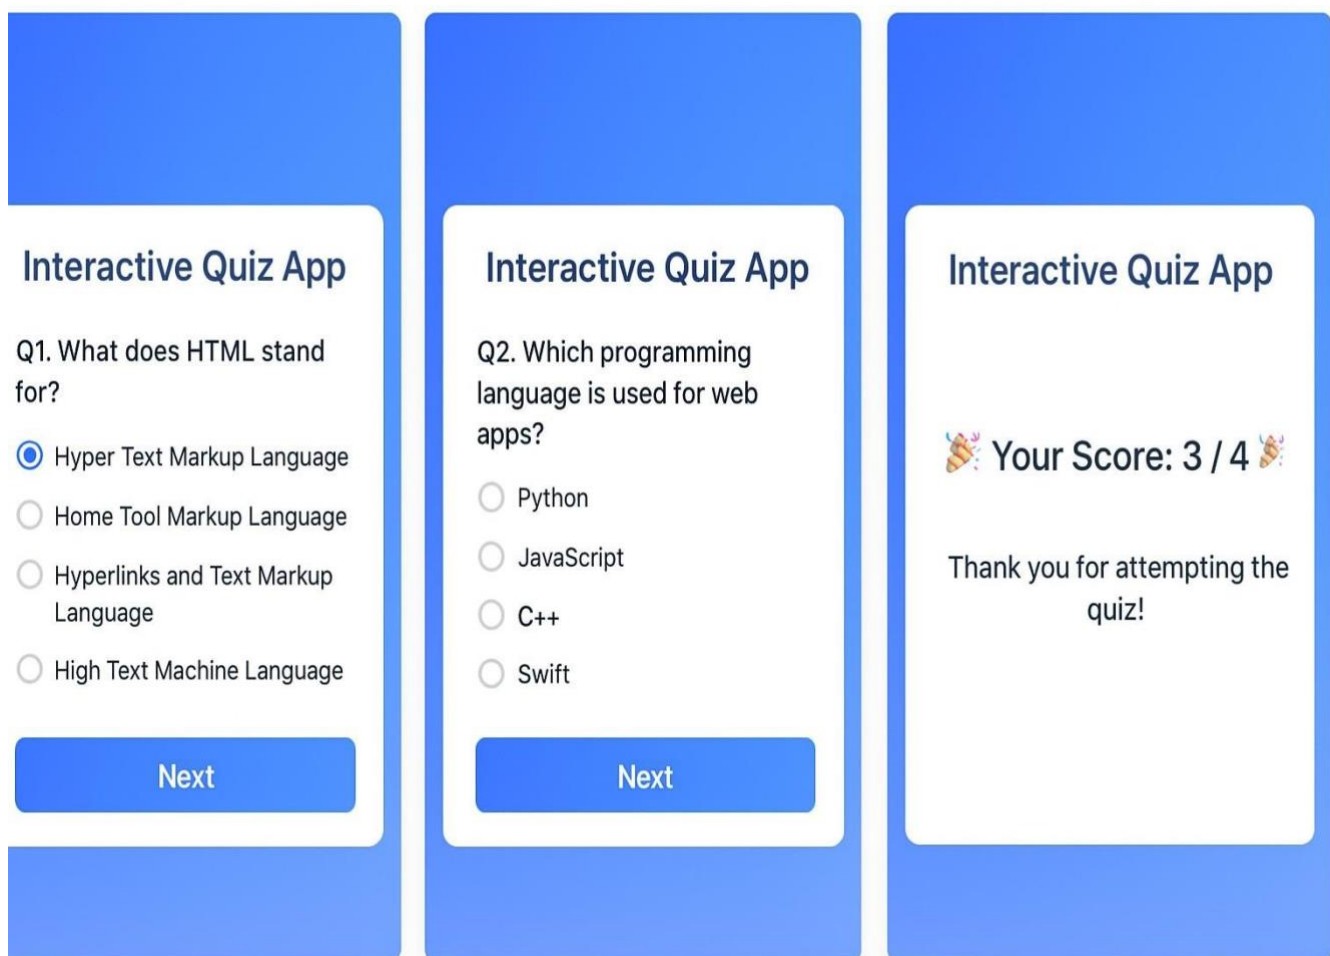 Interactive Quiz App
Q1. What does HTML stand
for?
Hyper Text Markup Language
Home Tool Markup Language
Hyperlinks and Text Markup
Language
High Text Machine Language
Next
Interactive Quiz App
Q2. Which programming
language is used for web
apps?
Python
JavaScript
C++
Swift
Next
Interactive Quiz App
🎉 Your Score: 3 / 4 🎉
Thank you for attempting the
quiz!